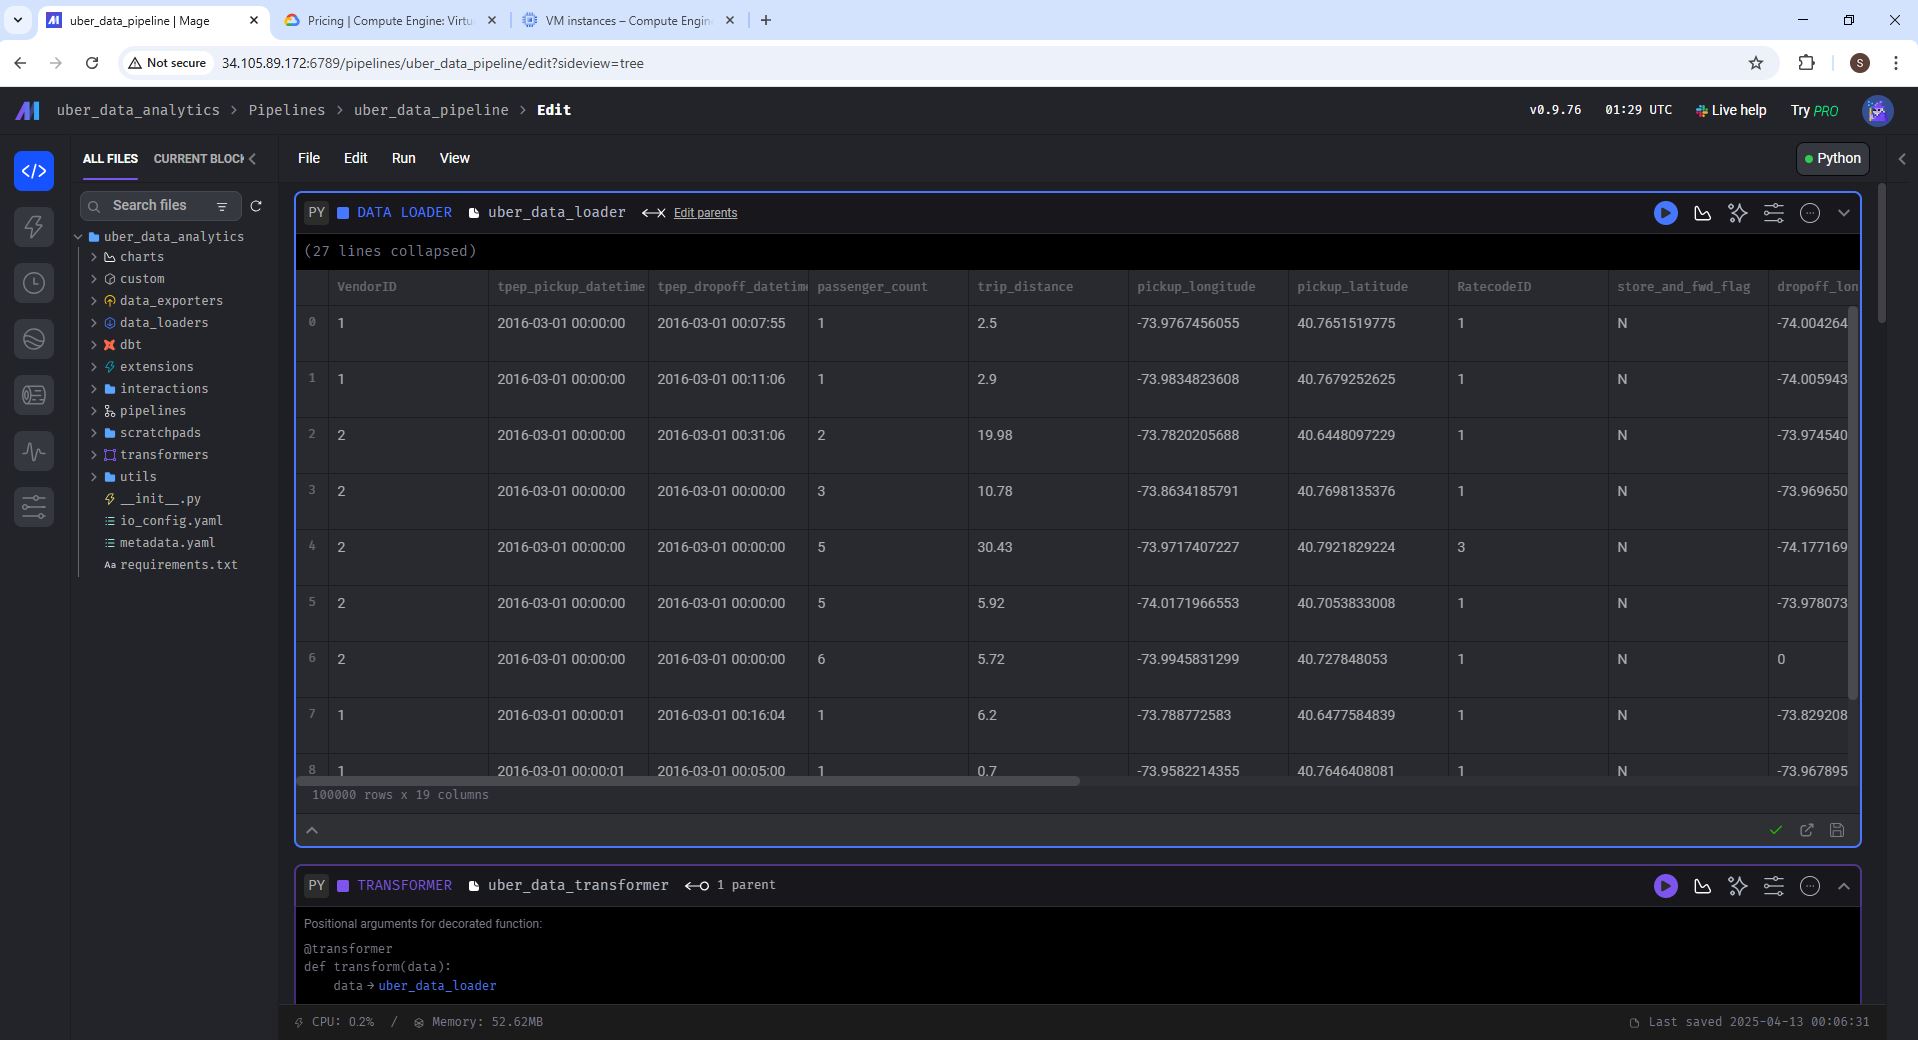 uber_data_pipeline | Mage
Pricing | Compute Engine: Virtu
VM instances – Compute Engin
Not secure
34.105.89.172:6789/pipelines/uber_data_pipeline/edit?sideview=tree
S
uber_data_analytics > Pipelines > uber_data_pipeline > Edit
v0.9.76
01:29 UTC
Live help
Try PRO
ALL FILES
CURRENT BLOCK
File
Edit
Run
View
Python
Search files
uber_data_analytics
charts
custom
data_exporters
data_loaders
dbt
extensions
interactions
pipelines
scratchpads
transformers
utils
__init__.py
io_config.yaml
metadata.yaml
Aa requirements.txt
PY DATA LOADER uber_data_loader Edit parents
(27 lines collapsed)
VendorID tpep_pickup_datetime tpep_dropoff_datetime passenger_count trip_distance pickup_longitude pickup_latitude RatecodeID store_and_fwd_flag dropoff_lon
0 1 2016-03-01 00:00:00 2016-03-01 00:07:55 1 2.5 -73.9767456055 40.7651519775 1 N -74.004264
1 1 2016-03-01 00:00:00 2016-03-01 00:11:06 1 2.9 -73.9834823608 40.7679252625 1 N -74.005943
2 2 2016-03-01 00:00:00 2016-03-01 00:31:06 2 19.98 -73.7820205688 40.6448097229 1 N -73.974540
3 2 2016-03-01 00:00:00 2016-03-01 00:00:00 3 10.78 -73.8634185791 40.7698135376 1 N -73.969650
4 2 2016-03-01 00:00:00 2016-03-01 00:00:00 5 30.43 -73.9717407227 40.7921829224 3 N -74.177169
5 2 2016-03-01 00:00:00 2016-03-01 00:00:00 5 5.92 -74.0171966553 40.7053833008 1 N -73.978073
6 2 2016-03-01 00:00:00 2016-03-01 00:00:00 6 5.72 -73.9945831299 40.727848053 1 N 0
7 1 2016-03-01 00:00:01 2016-03-01 00:16:04 1 6.2 -73.788772583 40.6477584839 1 N -73.829208
8 1 2016-03-01 00:00:01 2016-03-01 00:05:00 1 0.7 -73.9582214355 40.7646408081 1 N -73.967895
100000 rows x 19 columns
PY TRANSFORMER uber_data_transformer 1 parent
Positional arguments for decorated function:
@transformer
def transform(data):
data → uber_data_loader
CPU: 0.2% / Memory: 52.62MB
Last saved 2025-04-13 00:06:31